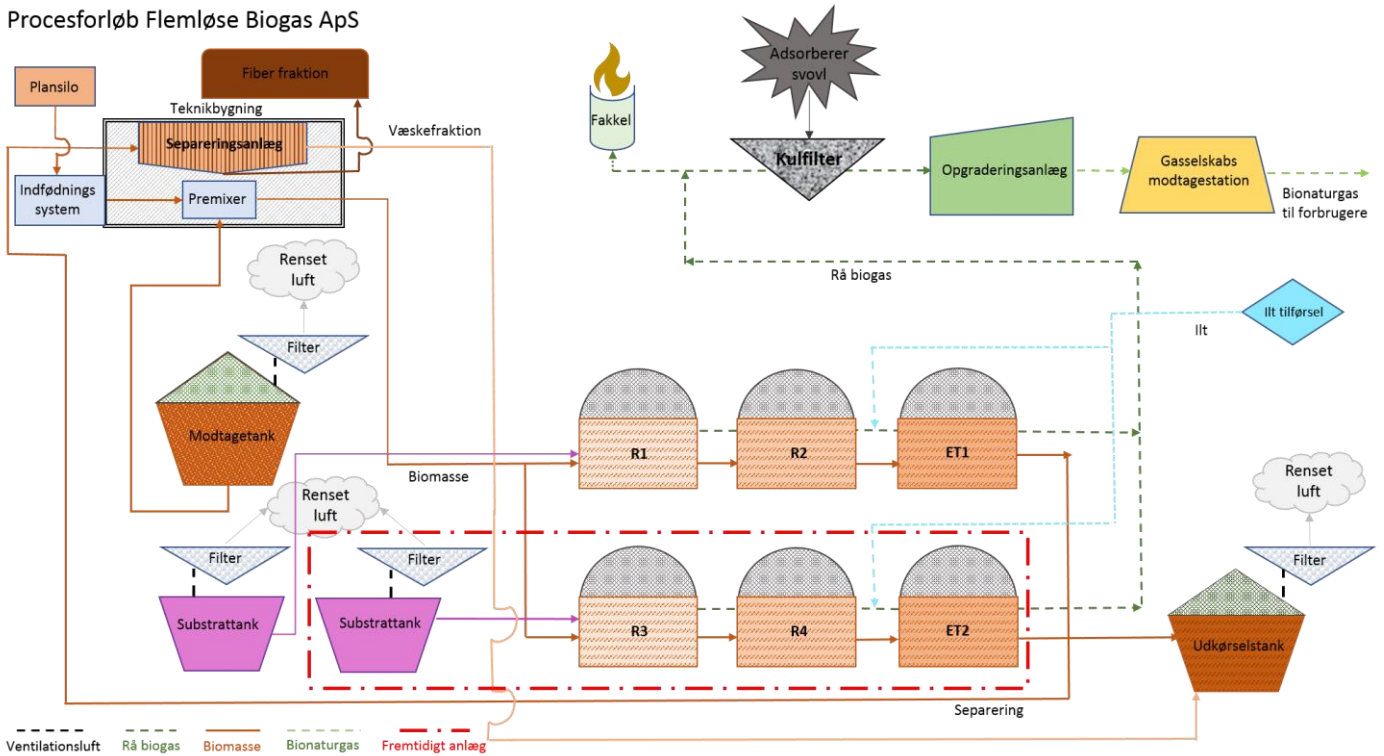 Procesforløb Flemløse Biogas ApS
Plansilo
Fiber fraktion
Teknikbygning
Separeringsanlæg
Væskefraktion
Indfødnings
system
Premixer
Fakkel
Adsorberer
svovl
Kulfilter
Opgraderingsanlæg
Gasselskabs
modtagestation
Bionaturgas
til forbrugere
Renset
luft
Filter
Modtagetank
Rå biogas
Ilt
Ilt tilførsel
R1
R2
ET1
Biomasse
Renset
luft
Filter
Filter
Substrattank
Substrattank
R3
R4
ET2
Renset
luft
Filter
Udkørselstank
Separering
Ventilationsluft
Rå biogas
Biomasse
Bionaturgas
Fremtidigt anlæg